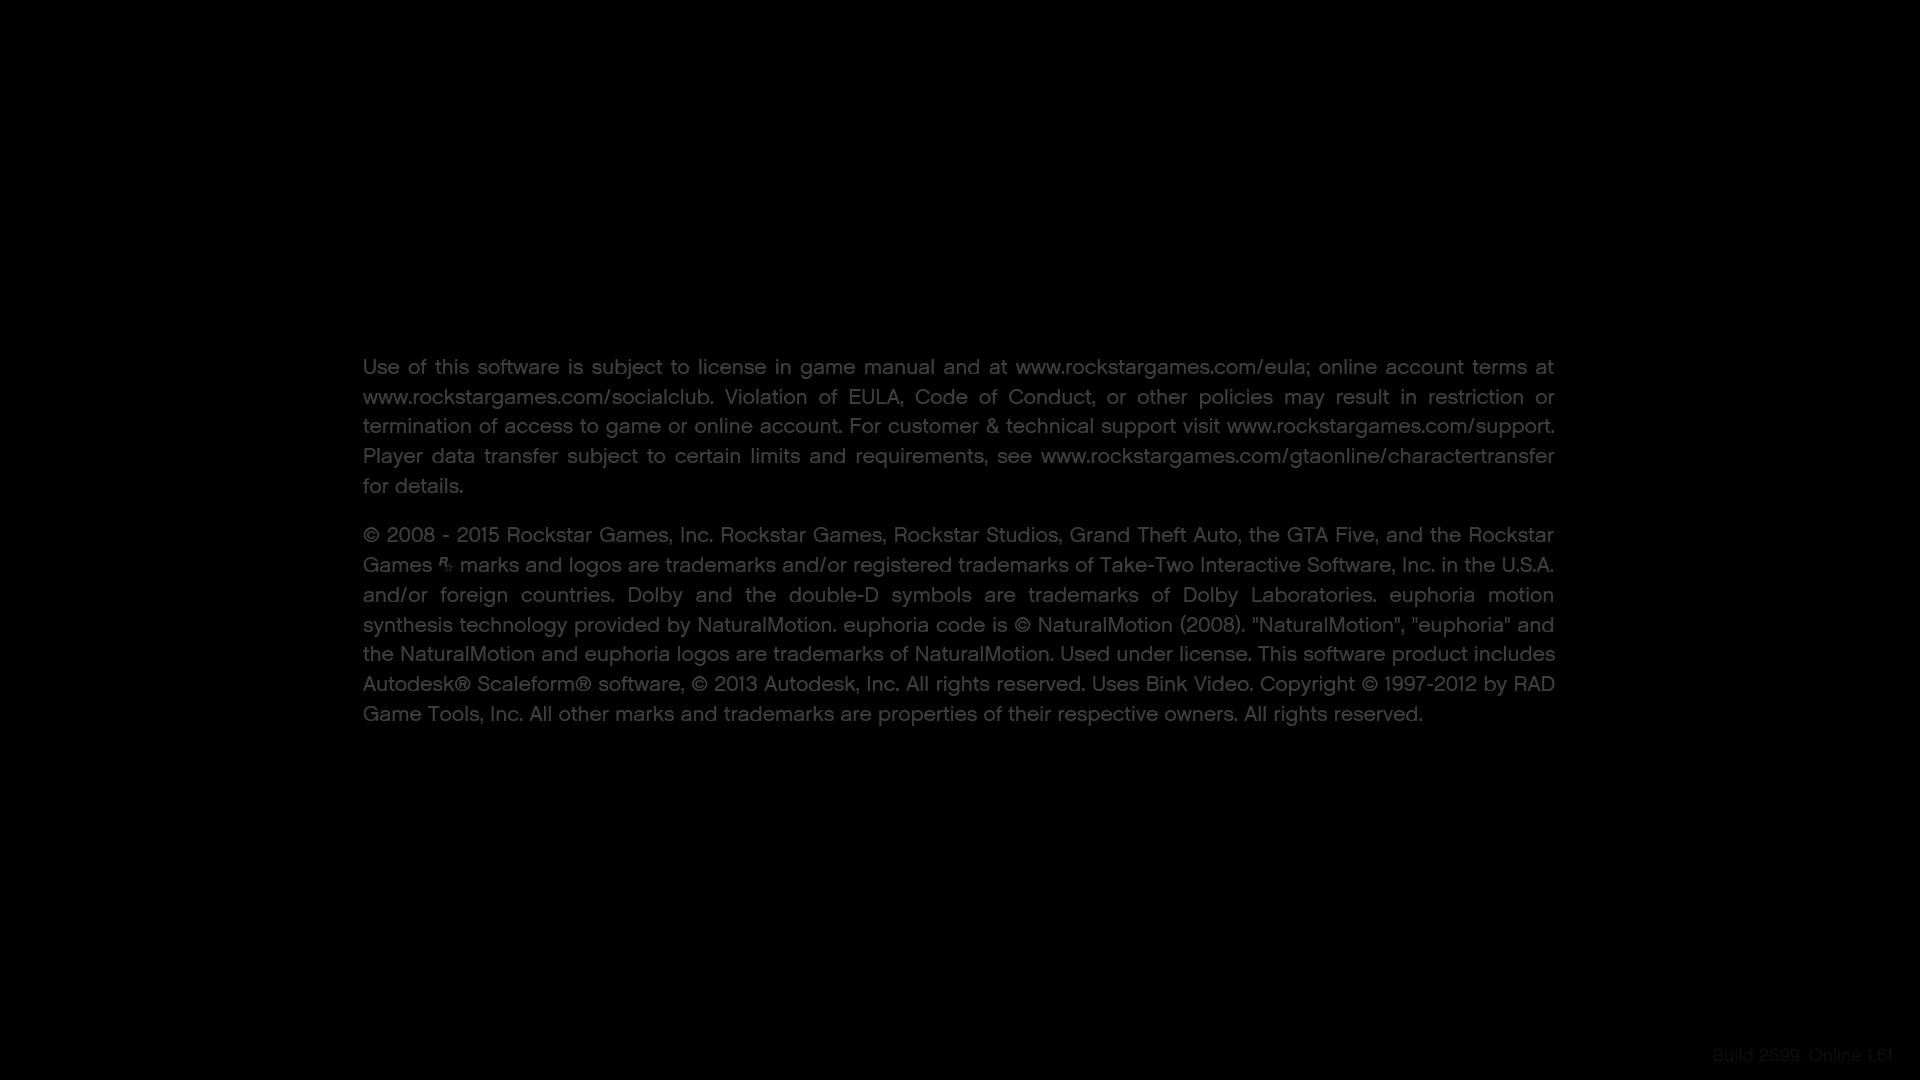 Use of this software is subject to license in game manual and at www.rockstargames.com/eula; online account terms at
www.rockstargames.com/socialclub. Violation of EULA, Code of Conduct, or other policies may result in restriction or
termination of access to game or online account. For customer & technical support visit www.rockstargames.com/support.
Player data transfer subject to certain limits and requirements, see www.rockstargames.com/gtaonline/charactertransfer
for details.
© 2008 - 2015 Rockstar Games, Inc. Rockstar Games, Rockstar Studios, Grand Theft Auto, the GTA Five, and the Rockstar
Games R* marks and logos are trademarks and/or registered trademarks of Take-Two Interactive Software, Inc. in the U.S.A.
and/or foreign countries. Dolby and the double-D symbols are trademarks of Dolby Laboratories. euphoria motion
synthesis technology provided by NaturalMotion. euphoria code is © NaturalMotion (2008). "NaturalMotion", "euphoria" and
the NaturalMotion and euphoria logos are trademarks of NaturalMotion. Used under license. This software product includes
Autodesk® Scaleform® software, © 2013 Autodesk, Inc. All rights reserved. Uses Bink Video. Copyright © 1997-2012 by RAD
Game Tools, Inc. All other marks and trademarks are properties of their respective owners. All rights reserved.
Build 2699, Online 1.61.